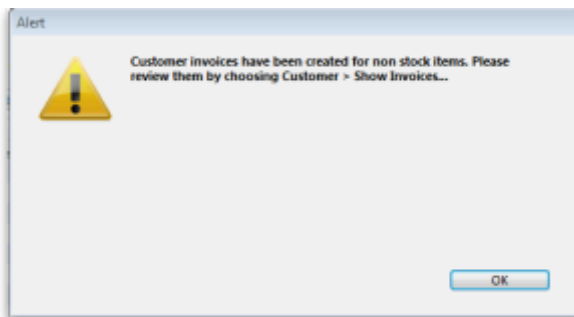 Alert
Customer invoices have been created for non stock items. Please
review them by choosing Customer > Show Invoices...
OK